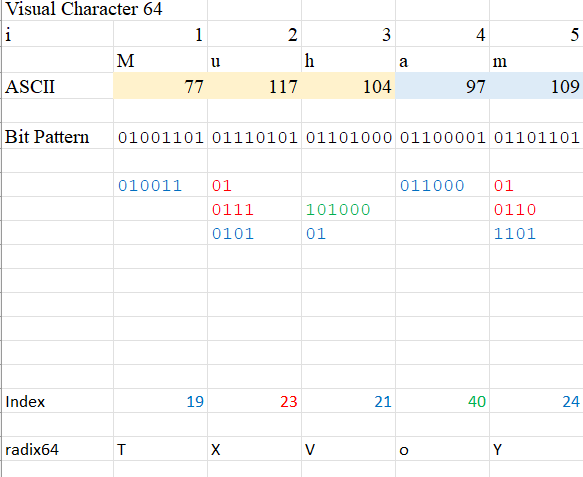 Visual Character 64
i 1 2 3 4 5
M u h a m
ASCII 77 117 104 97 109
Bit Pattern 01001101 01110101 01101000 01100001 01101101
010011 01 011000 01
0111 101000 0110
0101 01 1101
Index 19 23 21 40 24
radix64 T X V o Y